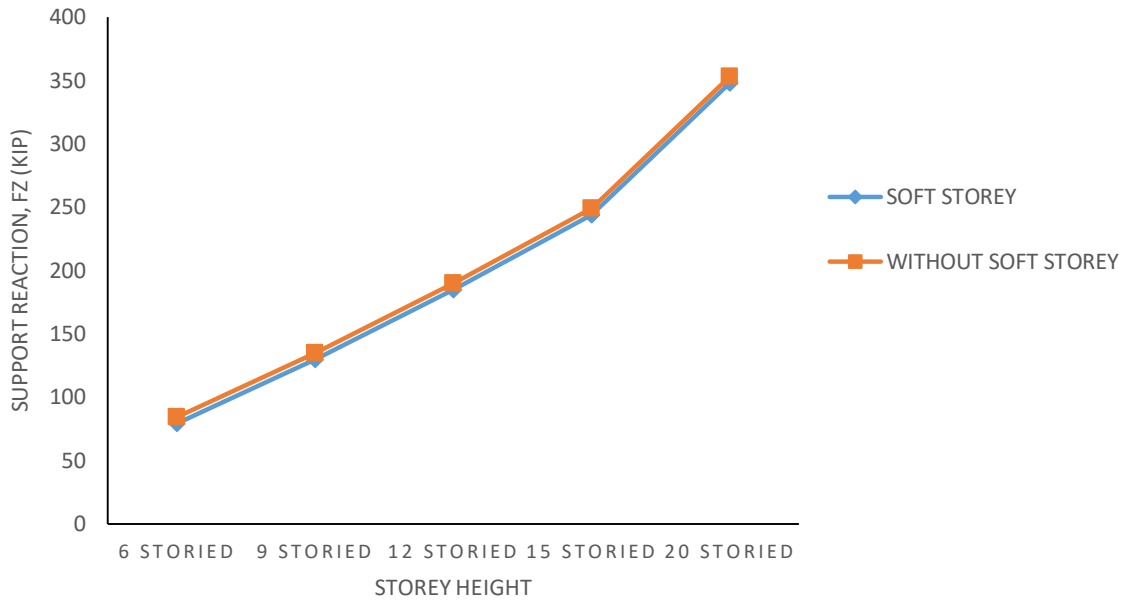 400
350
300
250
200
150
100
50
0
SUPPORT REACTION, FZ (KIP)
6 STORIED 9 STORIED 12 STORIED 15 STORIED 20 STORIED
STOREY HEIGHT
SOFT STOREY
WITHOUT SOFT STOREY